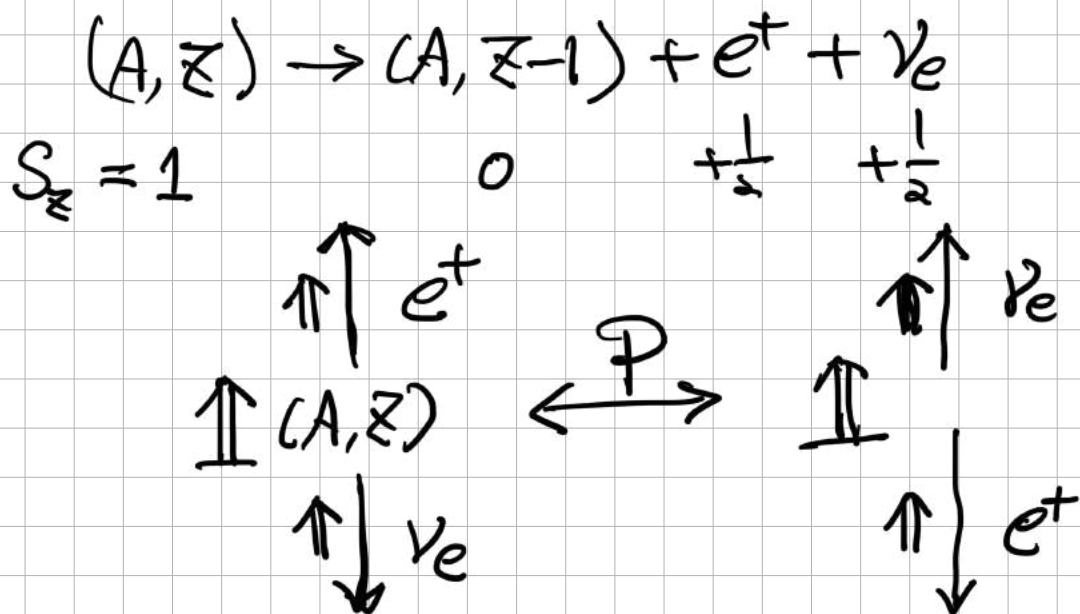 (A, Z) → (A, Z-1) + e⁺ + νₑ
S_z = 1 0 +1/2 +1/2
e⁺ νₑ
P
(A, Z)
νₑ e⁺